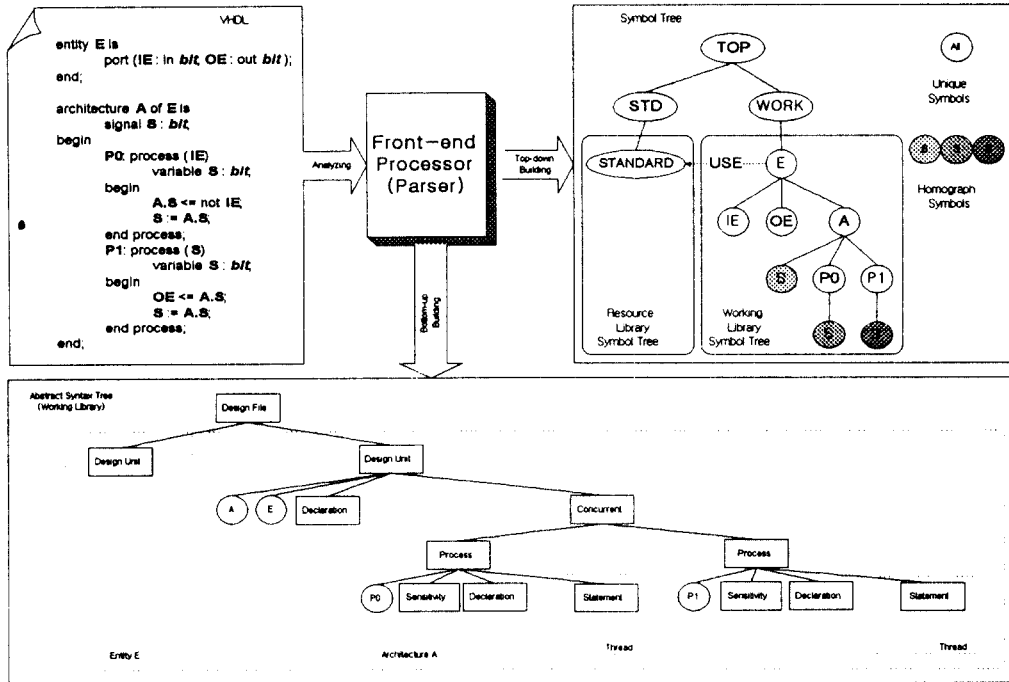 VHDL
entity E is
port (IE : in bit, OE : out bit );
end;
architecture A of E is
signal S : bit,
begin
P0: process ( IE)
variable S : bit,
begin
A.S <= not IE;
S := A.S;
end process;
P1: process ( S)
variable S : bit,
begin
OE <= A.S;
S := A.S;
end process;
end;
Analyzing
Front-end
Processor
(Parser)
Top-down
Building
Bottom-up
Building
Symbol Tree
TOP
STD
WORK
STANDARD
USE
E
IE
OE
A
S
P0
P1
S
Resource
Library
Symbol Tree
Working
Library
Symbol Tree
All
Unique
Symbols
S
Homograph
Symbols
Abstract Syntax Tree
(Working Library)
Design File
Design Unit
Design Unit
A
E
Declaration
Concurrent
Process
Process
P0
Sensitivity
Declaration
Statement
P1
Sensitivity
Declaration
Statement
Entity E
Architecture A
Thread
Thread